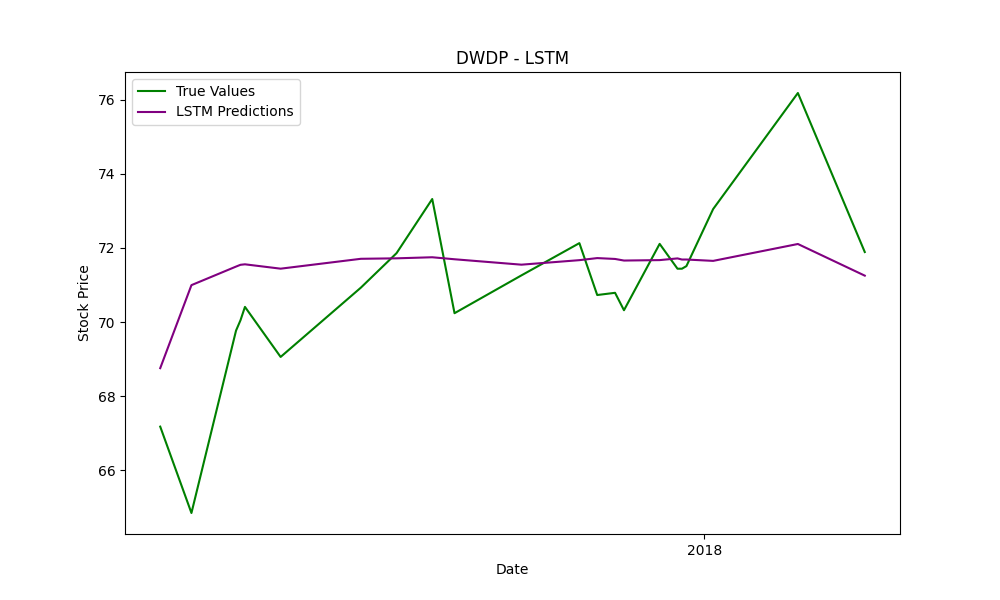 DWDP - LSTM
True Values
LSTM Predictions
76
74
72
70
68
66
Stock Price
2018
Date